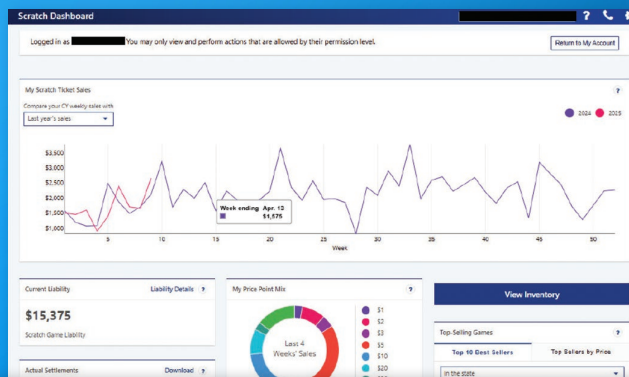 Scratch Dashboard
?
Logged in as You may only view and perform actions that are allowed by their permission level.
Return to My Account
My Scratch Ticket Sales ?
Compare your CY weekly sales with
Last year's sales
2024 2025
$3,500
$3,000
$2,500
$2,000
$1,500
$1,000
Week ending Apr. 13
$1,575
5 10 15 20 25 30 35 40 45 50
Week
Current Liability Liability Details ?
$15,375
Scratch Game Liability
Actual Settlements Download ?
My Price Point Mix ?
Last 4
Weeks' Sales
$1
$2
$3
$5
$10
$20
View Inventory
Top-Selling Games ?
Top 10 Best Sellers Top Sellers by Price
In the state